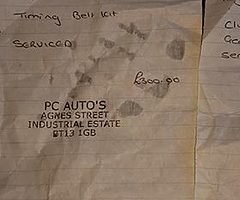 Timing Belt Kit
SERVICED
£300.00
PC AUTO'S
AGNES STREET
INDUSTRIAL ESTATE
BT13 1GB